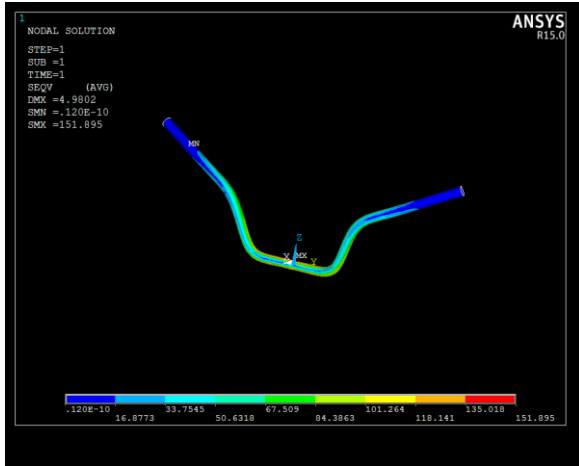 1
ANSYS
R15.0
NODAL SOLUTION
STEP=1
SUB =1
TIME=1
SEQV (AVG)
DMX =4.9802
SMN =.120E-10
SMX =151.895
MN
Z
X MX Y
.120E-10 33.7545 67.509 101.264 135.018
16.8773 50.6318 84.3863 118.141 151.895